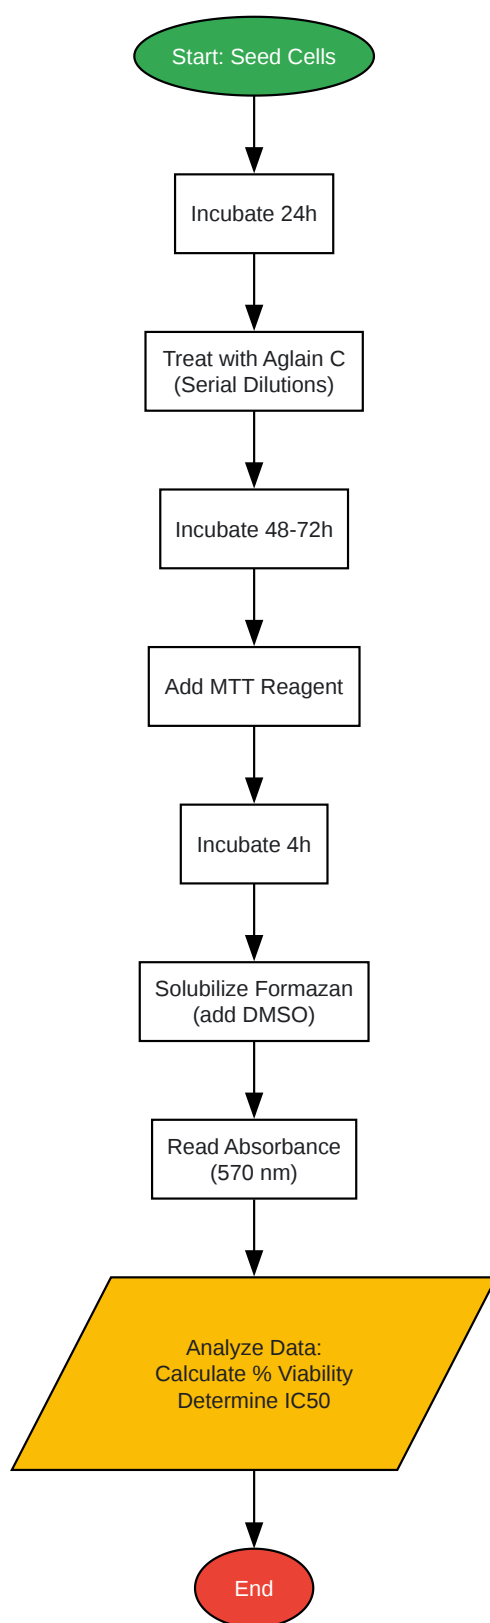 Start: Seed Cells
Incubate 24h
Treat with Aglain C
(Serial Dilutions)
Incubate 48-72h
Add MTT Reagent
Incubate 4h
Solubilize Formazan
(add DMSO)
Read Absorbance
(570 nm)
Analyze Data:
Calculate % Viability
Determine IC50
End